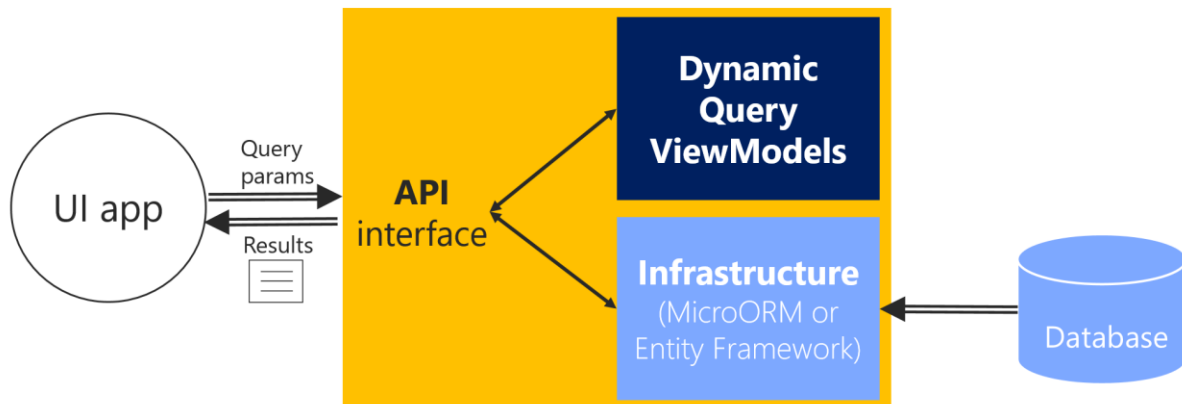 UI app
Query
params
Results
API
interface
Dynamic
Query
ViewModels
Infrastructure
(MicroORM or
Entity Framework)
Database